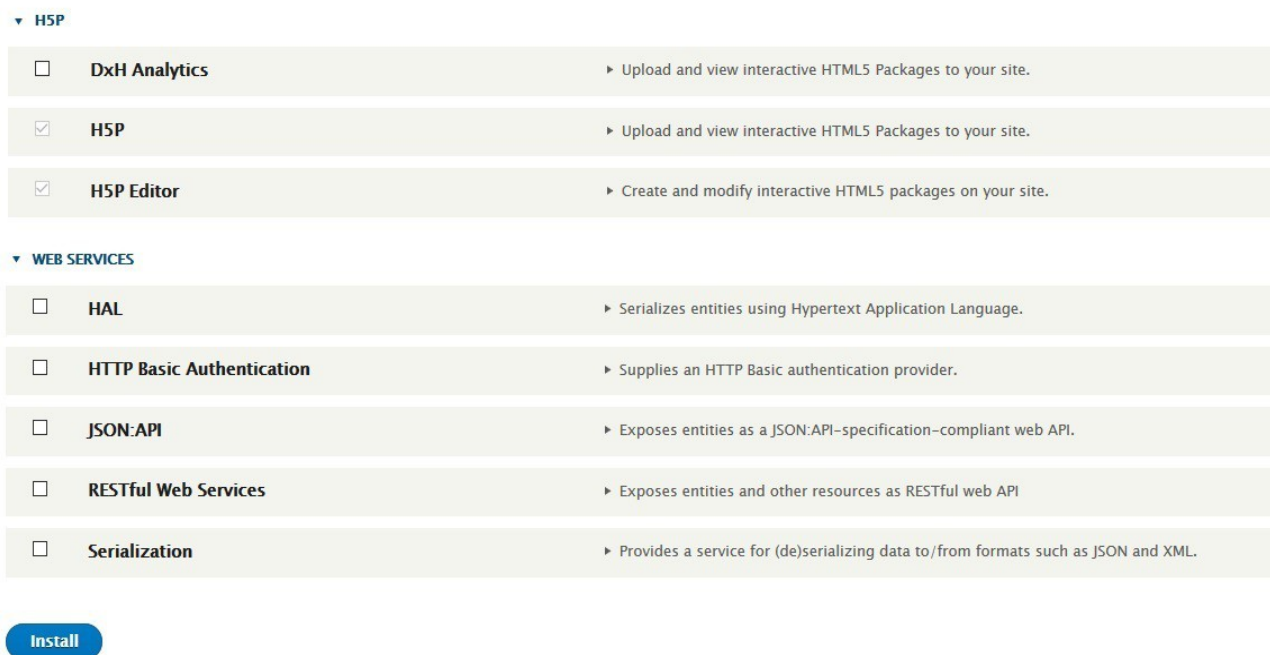 H5P
DxH Analytics Upload and view interactive HTML5 Packages to your site.
H5P Upload and view interactive HTML5 Packages to your site.
H5P Editor Create and modify interactive HTML5 packages on your site.
WEB SERVICES
HAL Serializes entities using Hypertext Application Language.
HTTP Basic Authentication Supplies an HTTP Basic authentication provider.
JSON:API Exposes entities as a JSON:API-specification-compliant web API.
RESTful Web Services Exposes entities and other resources as RESTful web API
Serialization Provides a service for (de)serializing data to/from formats such as JSON and XML.
Install